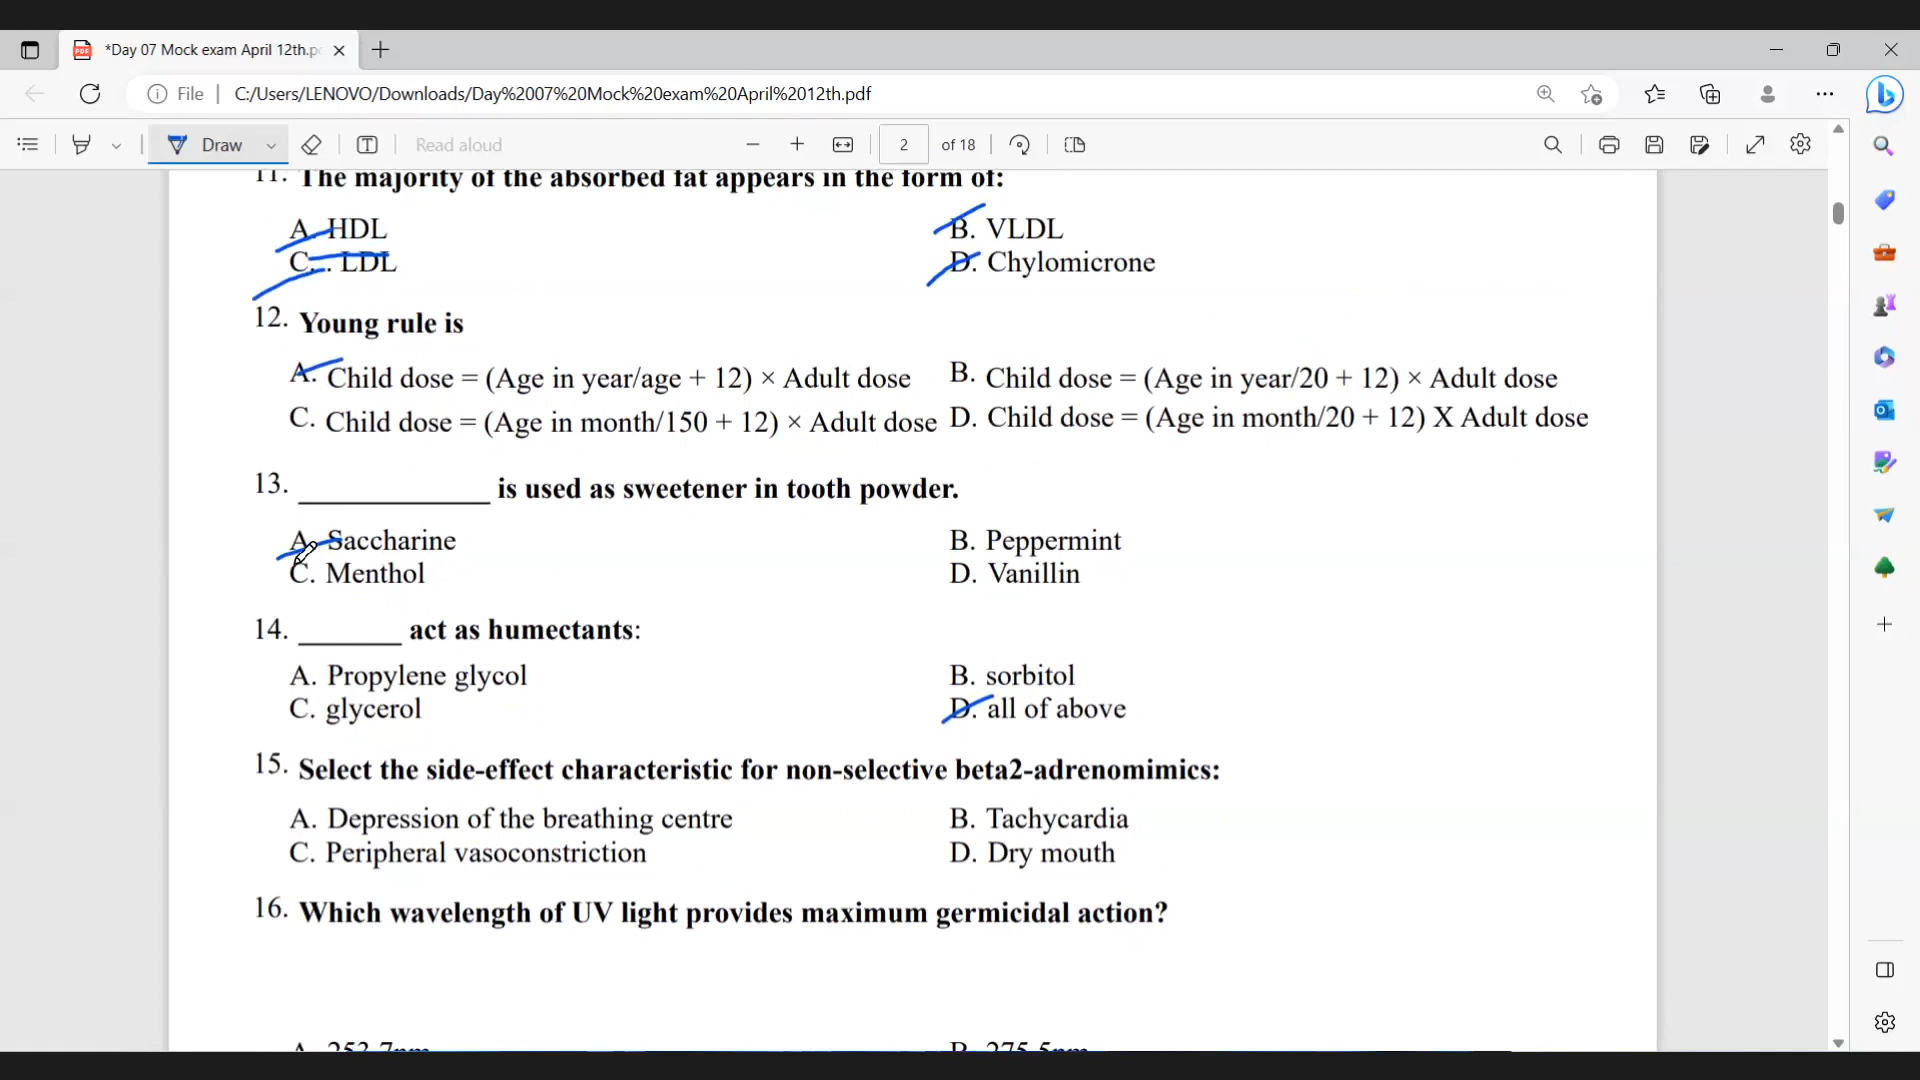 *Day 07 Mock exam April 12th.p
File | C:/Users/LENOVO/Downloads/Day%2007%20Mock%20exam%20April%2012th.pdf
Draw Read aloud 2 of 18
11. The majority of the absorbed fat appears in the form of:
A. HDL B. VLDL
C. . LDL D. Chylomicrone
12. Young rule is
A. Child dose = (Age in year/age + 12) × Adult dose B. Child dose = (Age in year/20 + 12) × Adult dose
C. Child dose = (Age in month/150 + 12) × Adult dose D. Child dose = (Age in month/20 + 12) X Adult dose
13. _____________ is used as sweetener in tooth powder.
A. Saccharine B. Peppermint
C. Menthol D. Vanillin
14. _______ act as humectants:
A. Propylene glycol B. sorbitol
C. glycerol D. all of above
15. Select the side-effect characteristic for non-selective beta2-adrenomimics:
A. Depression of the breathing centre B. Tachycardia
C. Peripheral vasoconstriction D. Dry mouth
16. Which wavelength of UV light provides maximum germicidal action?
A. 253.7nm B. 275.5nm